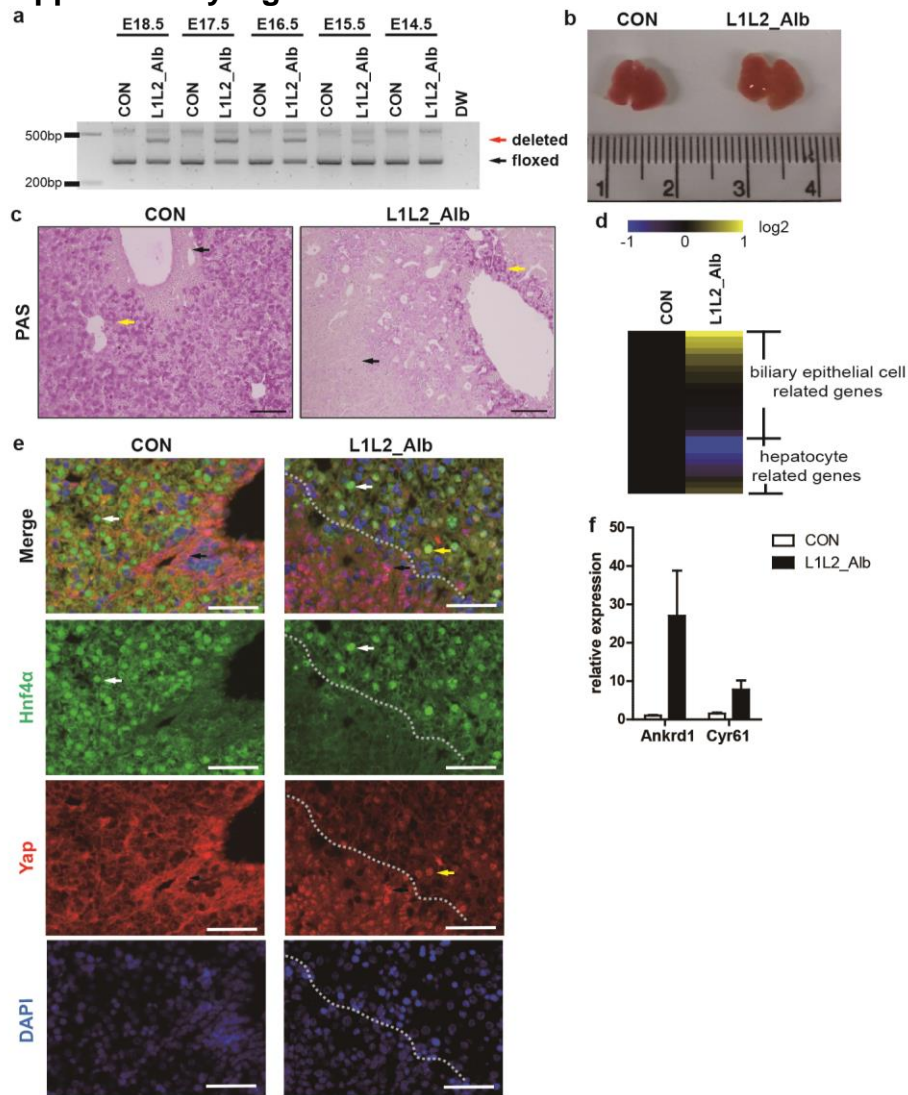 a
E18.5 E17.5 E16.5 E15.5 E14.5
CON L1L2_Alb CON L1L2_Alb CON L1L2_Alb CON L1L2_Alb CON L1L2_Alb DW
500bp
200bp
deleted
floxed
b
CON L1L2_Alb
1 2 3 4
c
CON L1L2_Alb
PAS
d
-1 0 1 log2
CON L1L2_Alb
biliary epithelial cell
related genes
hepatocyte
related genes
e
CON L1L2_Alb
Merge
Hnf4α
Yap
DAPI
f
relative expression
50
40
30
20
10
0
Ankrd1 Cyr61
CON
L1L2_Alb